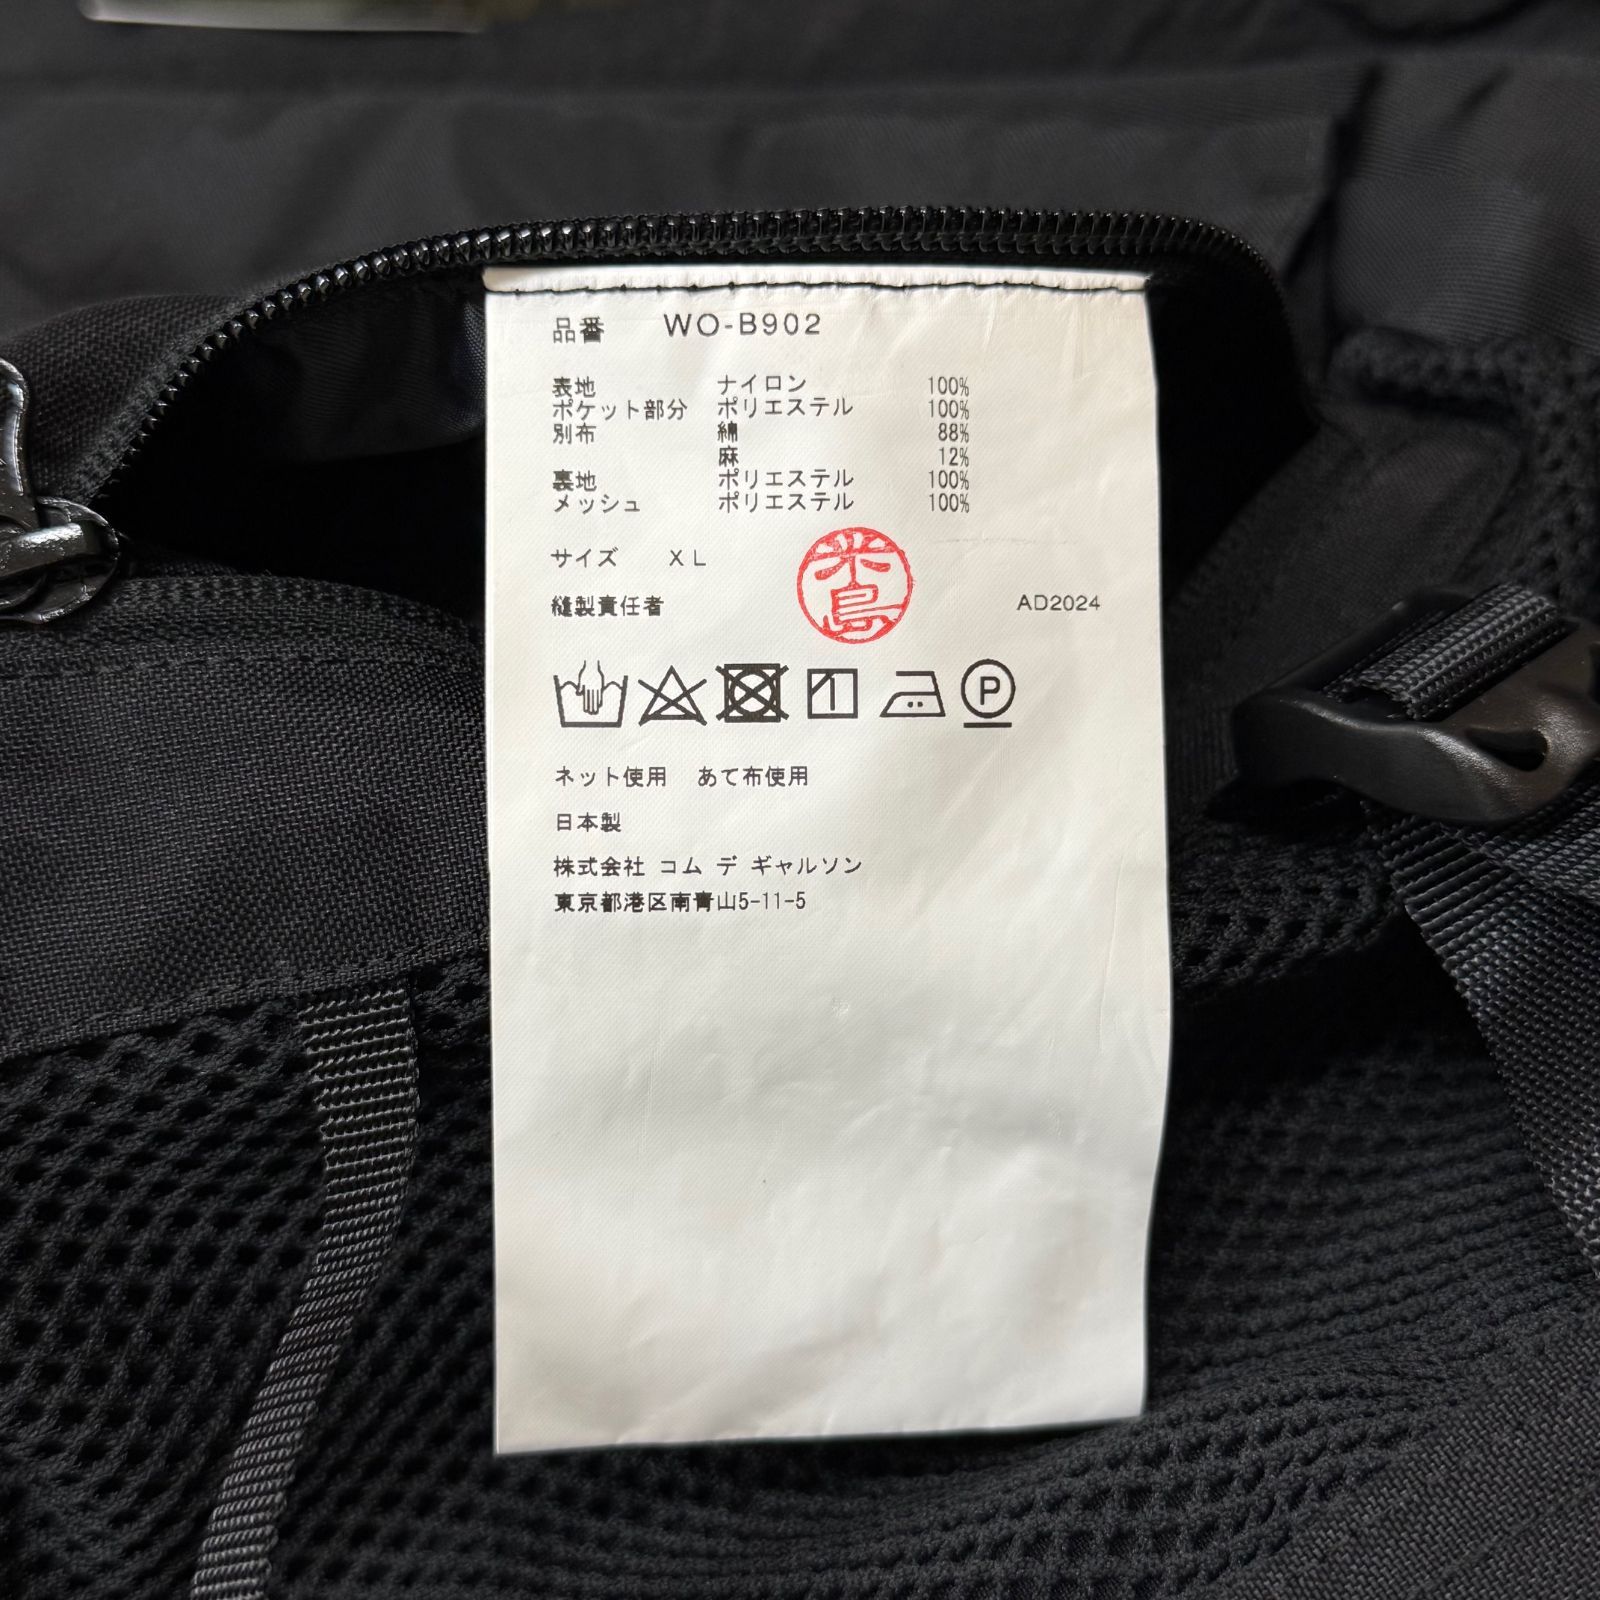 品番 WO-B902
表地 ナイロン 100%
ポケット部分 ポリエステル 100%
別布 綿 88%
麻 12%
裏地 ポリエステル 100%
メッシュ ポリエステル 100%
サイズ XL
米島
縫製責任者 AD2024
P
ネット使用 あて布使用
日本製
株式会社 コム デ ギャルソン
東京都港区南青山5-11-5